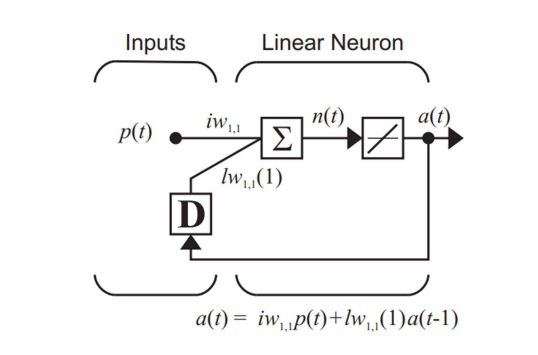 Inputs Linear Neuron
p(t) iw₁,₁ Σ n(t) a(t)
lw₁,₁(1)
D
a(t) = iw₁,₁p(t)+lw₁,₁(1)a(t-1)